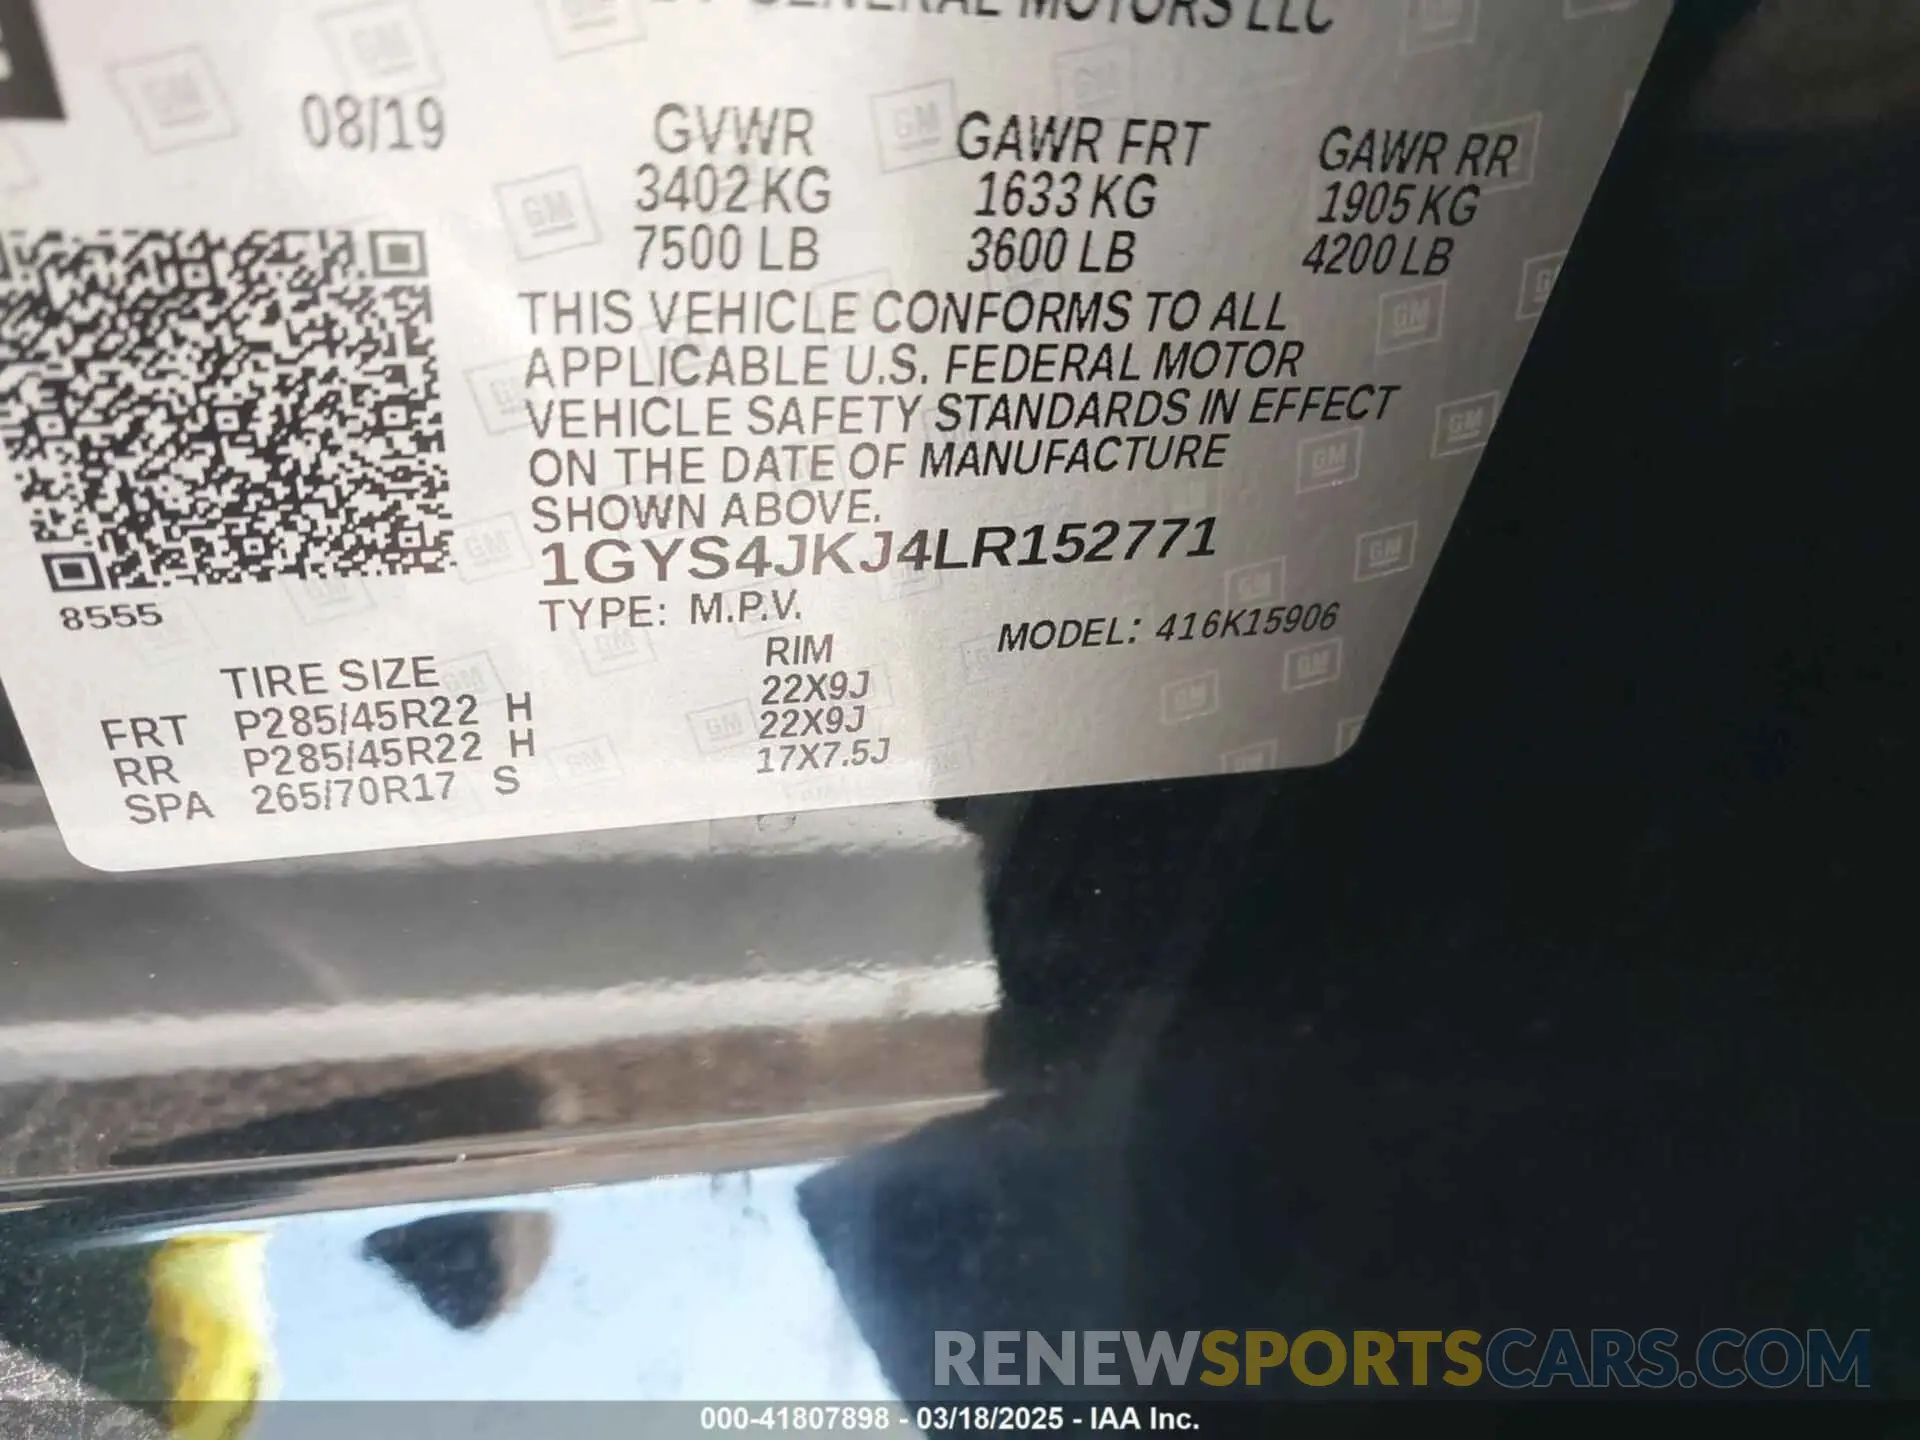 GENERAL MOTORS LLC
08/19
GVWR GAWR FRT GAWR RR
3402 KG 1633 KG 1905 KG
7500 LB 3600 LB 4200 LB
THIS VEHICLE CONFORMS TO ALL
APPLICABLE U.S. FEDERAL MOTOR
VEHICLE SAFETY STANDARDS IN EFFECT
ON THE DATE OF MANUFACTURE
SHOWN ABOVE.
1GYS4JKJ4LR152771
8555
TYPE: M.P.V. MODEL: 416K15906
TIRE SIZE RIM
FRT P285/45R22 H 22X9J
RR P285/45R22 H 22X9J
SPA 265/70R17 S 17X7.5J
RENEWSPORTSCARS.COM
000-41807898 - 03/18/2025 - IAA Inc.